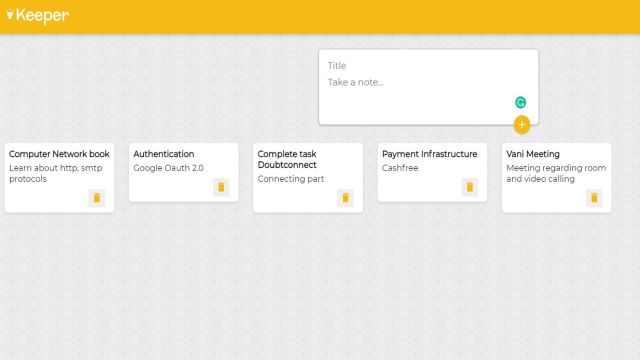 Keeper
Title
Take a note...
Computer Network book
Learn about http, smtp
protocols
Authentication
Google Oauth 2.0
Complete task
Doubtconnect
Connecting part
Payment Infrastructure
Cashfree
Vani Meeting
Meeting regarding room
and video calling